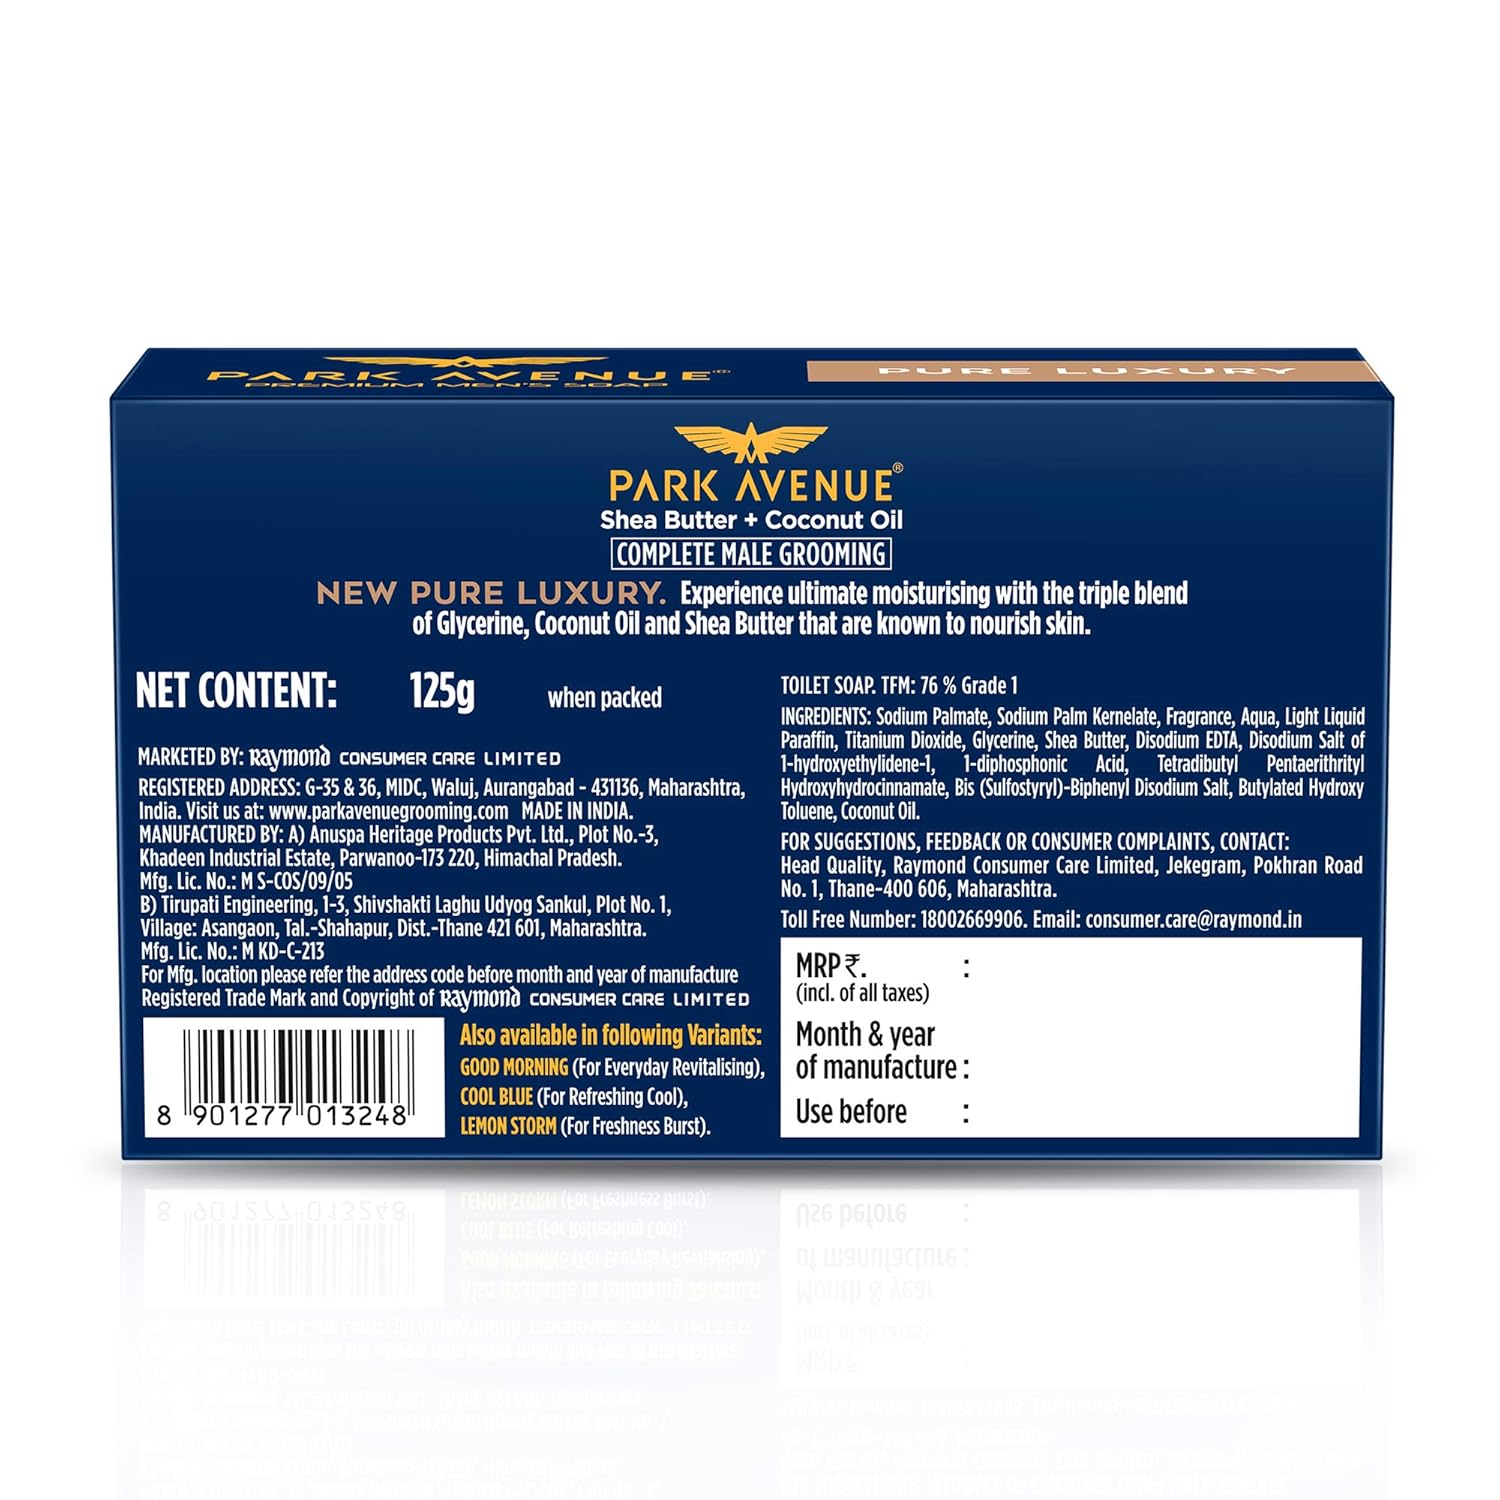 PARK AVENUE
PREMIUM MEN'S SOAP
PURE LUXURY
PARK AVENUE®
Shea Butter + Coconut Oil
COMPLETE MALE GROOMING
NEW PURE LUXURY. Experience ultimate moisturising with the triple blend
of Glycerine, Coconut Oil and Shea Butter that are known to nourish skin.
NET CONTENT: 125g when packed
MARKETED BY: Raymond CONSUMER CARE LIMITED
REGISTERED ADDRESS: G-35 & 36, MIDC, Waluj, Aurangabad - 431136, Maharashtra,
India. Visit us at: www.parkavenuegrooming.com MADE IN INDIA.
MANUFACTURED BY: A) Anuspa Heritage Products Pvt. Ltd., Plot No.-3,
Khadeen Industrial Estate, Parwanoo-173 220, Himachal Pradesh.
Mfg. Lic. No.: M S-COS/09/05
B) Tirupati Engineering, 1-3, Shivshakti Laghu Udyog Sankul, Plot No. 1,
Village: Asangaon, Tal.-Shahapur, Dist.-Thane 421 601, Maharashtra.
Mfg. Lic. No.: M KD-C-213
For Mfg. location please refer the address code before month and year of manufacture
Registered Trade Mark and Copyright of Raymond CONSUMER CARE LIMITED
8 901277 013248
Also available in following Variants:
GOOD MORNING (For Everyday Revitalising),
COOL BLUE (For Refreshing Cool),
LEMON STORM (For Freshness Burst).
TOILET SOAP. TFM: 76 % Grade 1
INGREDIENTS: Sodium Palmate, Sodium Palm Kernelate, Fragrance, Aqua, Light Liquid
Paraffin, Titanium Dioxide, Glycerine, Shea Butter, Disodium EDTA, Disodium Salt of
1-hydroxyethylidene-1, 1-diphosphonic Acid, Tetradibutyl Pentaerithrityl
Hydroxyhydrocinnamate, Bis (Sulfostyryl)-Biphenyl Disodium Salt, Butylated Hydroxy
Toluene, Coconut Oil.
FOR SUGGESTIONS, FEEDBACK OR CONSUMER COMPLAINTS, CONTACT:
Head Quality, Raymond Consumer Care Limited, Jekegram, Pokhran Road
No. 1, Thane-400 606, Maharashtra.
Toll Free Number: 18002669906. Email: consumer.care@raymond.in
MRP ₹. :
(incl. of all taxes)
Month & year
of manufacture :
Use before :